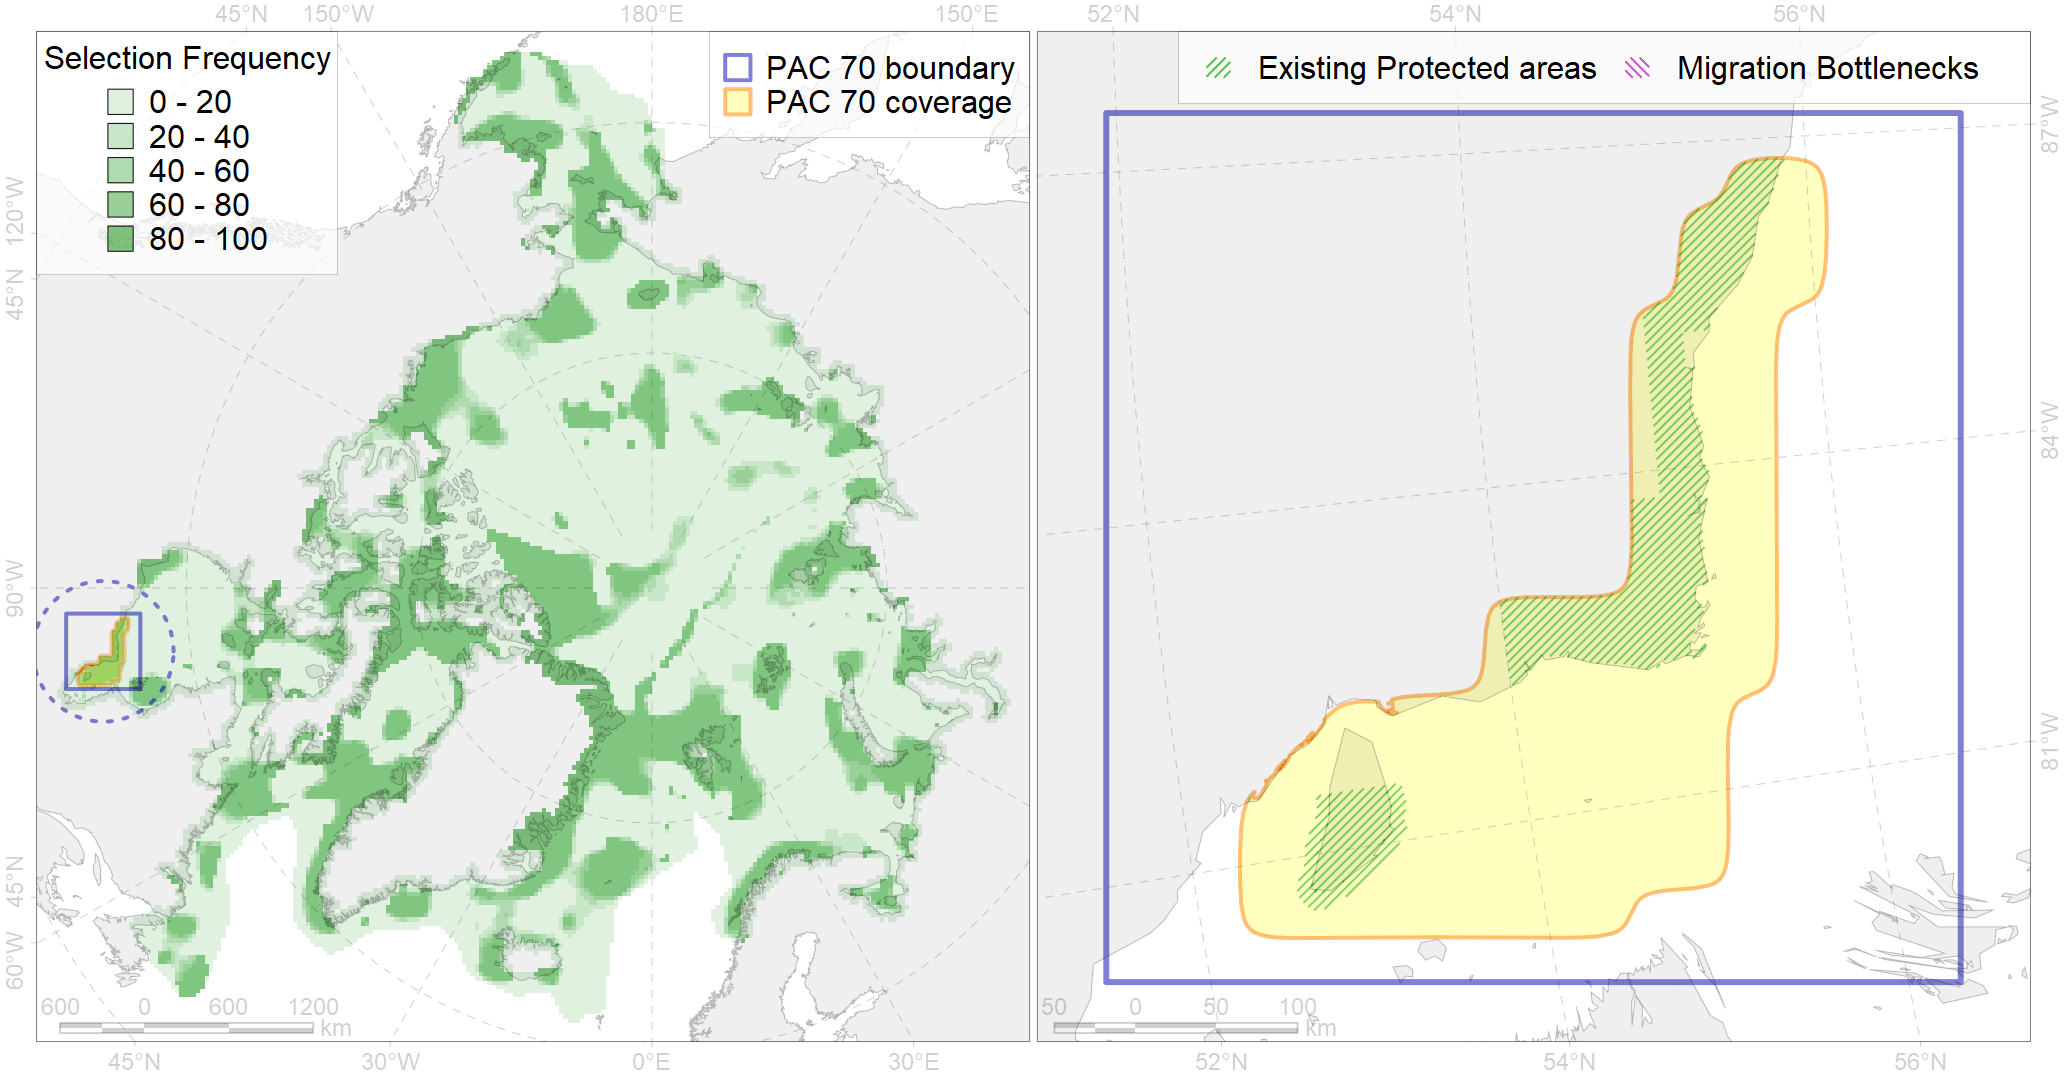 45°N 150°W 180°E 150°E 52°N 54°N 56°N
Selection Frequency
0 - 20
20 - 40
40 - 60
60 - 80
80 - 100
PAC 70 boundary
PAC 70 coverage
Existing Protected areas Migration Bottlenecks
120°W
45°N
90°W
45°N
60°W
87°W
84°W
81°W
600 0 600 1200
km
50 0 50 100
km
45°N 30°W 0°E 30°E 52°N 54°N 56°N